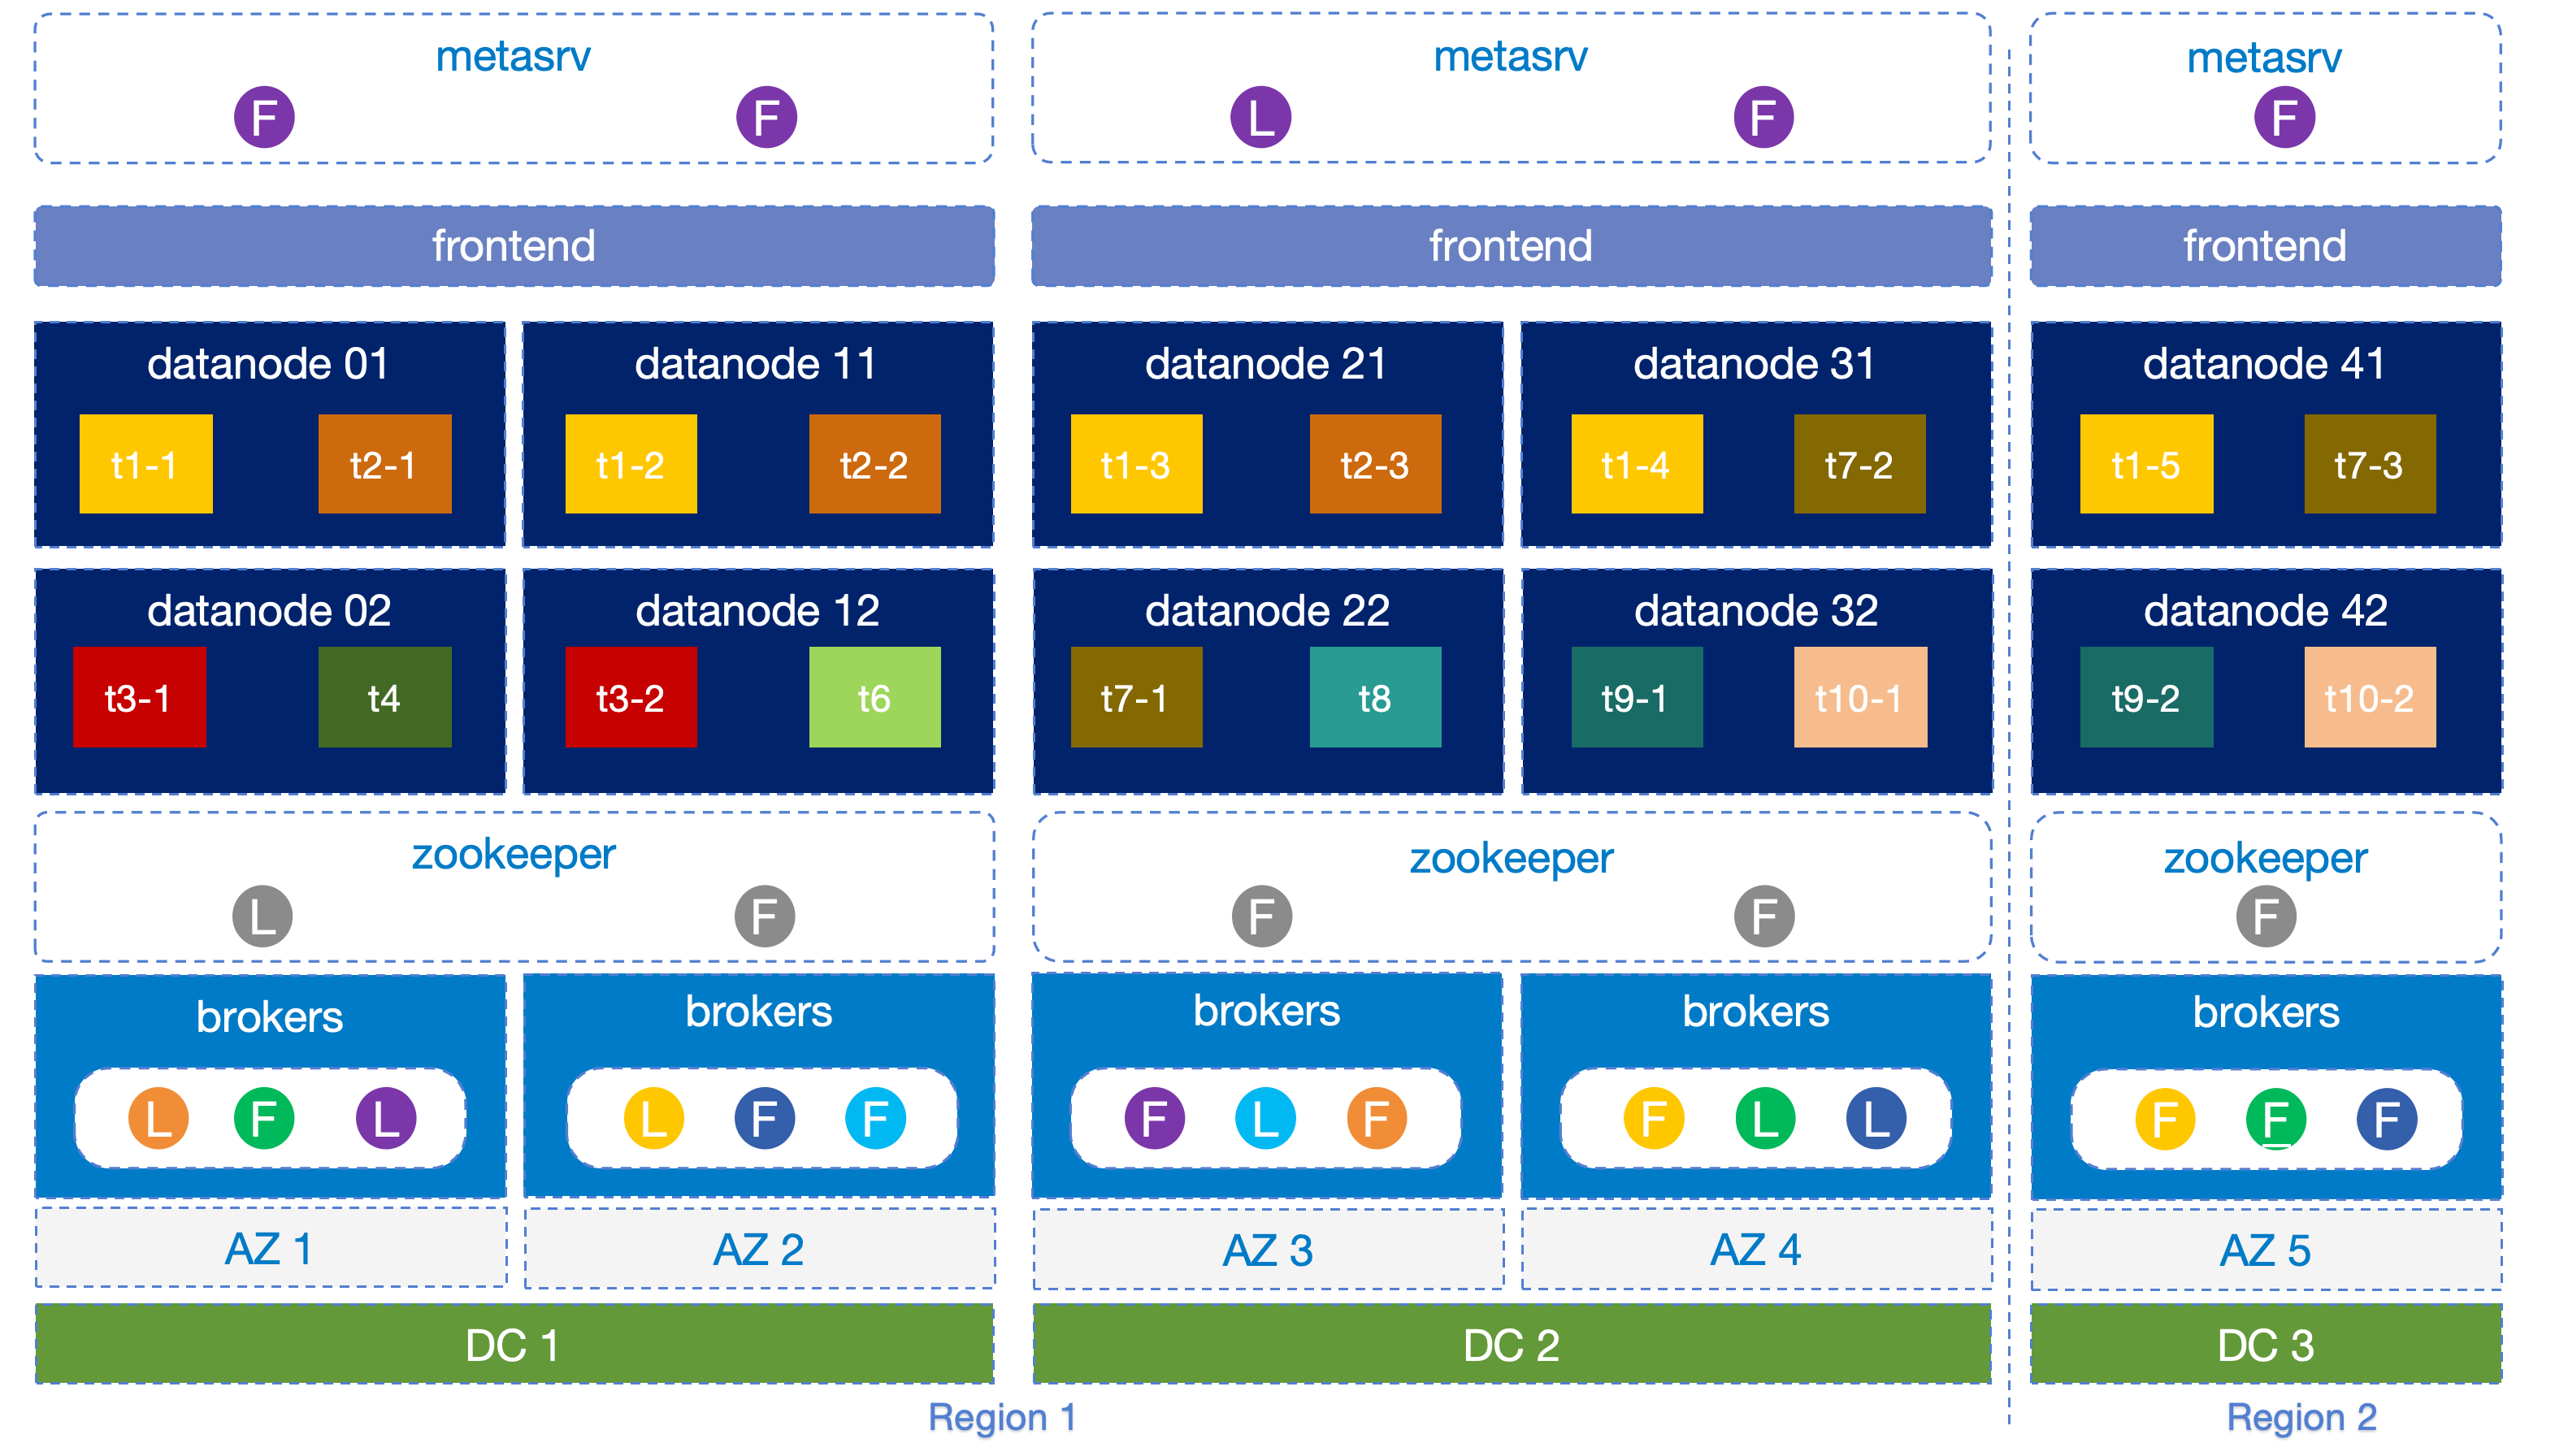 metasrv
F F
metasrv
L F
metasrv
F
frontend
frontend
frontend
datanode 01
t1-1 t2-1
datanode 11
t1-2 t2-2
datanode 21
t1-3 t2-3
datanode 31
t1-4 t7-2
datanode 41
t1-5 t7-3
datanode 02
t3-1 t4
datanode 12
t3-2 t6
datanode 22
t7-1 t8
datanode 32
t9-1 t10-1
datanode 42
t9-2 t10-2
zookeeper
L F
zookeeper
F F
zookeeper
F
brokers
L F L
brokers
L F F
brokers
F L F
brokers
F L L
brokers
F F F
AZ 1
AZ 2
AZ 3
AZ 4
AZ 5
DC 1
DC 2
DC 3
Region 1
Region 2